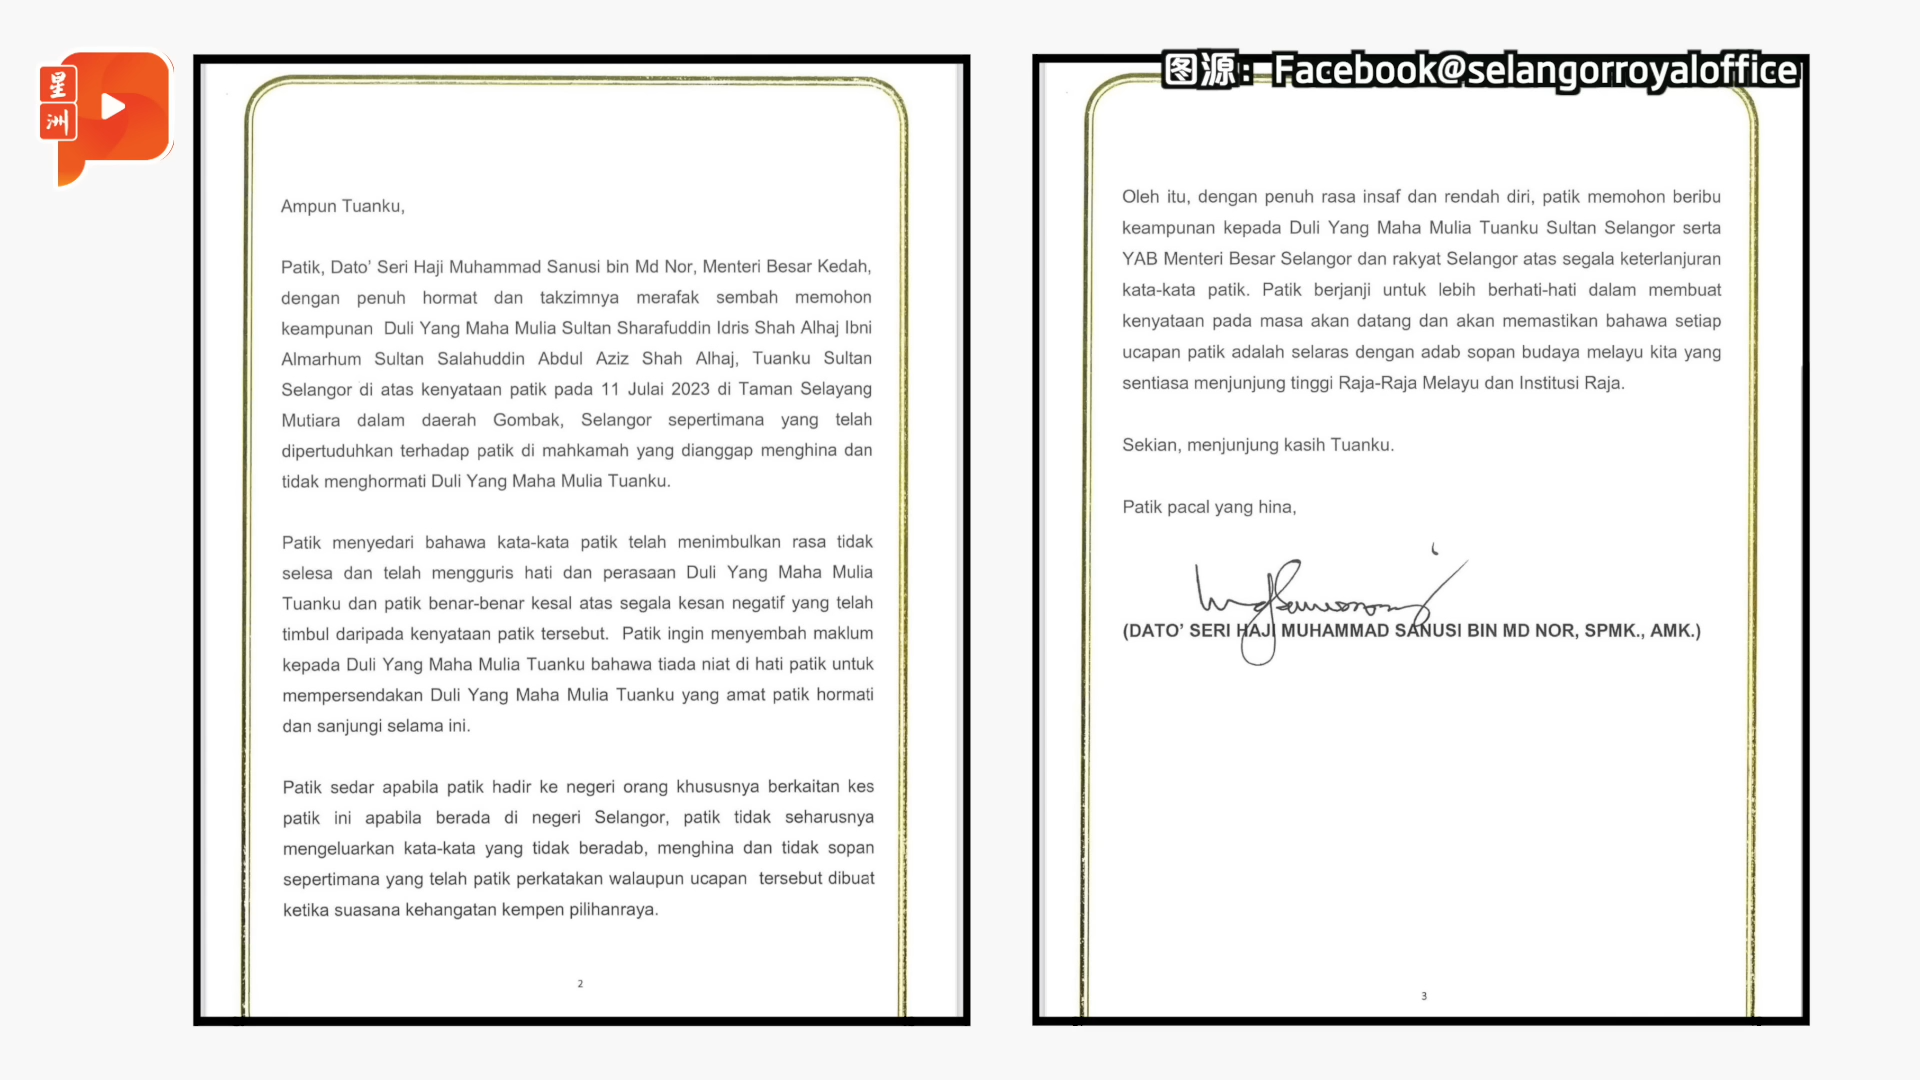 星洲
图源：Facebook@selangorroyaloffice
Ampun Tuanku,
Patik, Dato’ Seri Haji Muhammad Sanusi bin Md Nor, Menteri Besar Kedah,
dengan penuh hormat dan takzimnya merafak sembah memohon
keampunan Duli Yang Maha Mulia Sultan Sharafuddin Idris Shah Alhaj Ibni
Almarhum Sultan Salahuddin Abdul Aziz Shah Alhaj, Tuanku Sultan
Selangor di atas kenyataan patik pada 11 Julai 2023 di Taman Selayang
Mutiara dalam daerah Gombak, Selangor sepertimana yang telah
dipertuduhkan terhadap patik di mahkamah yang dianggap menghina dan
tidak menghormati Duli Yang Maha Mulia Tuanku.
Patik menyedari bahawa kata-kata patik telah menimbulkan rasa tidak
selesa dan telah mengguris hati dan perasaan Duli Yang Maha Mulia
Tuanku dan patik benar-benar kesal atas segala kesan negatif yang telah
timbul daripada kenyataan patik tersebut. Patik ingin menyembah maklum
kepada Duli Yang Maha Mulia Tuanku bahawa tiada niat di hati patik untuk
mempersendakan Duli Yang Maha Mulia Tuanku yang amat patik hormati
dan sanjungi selama ini.
Patik sedar apabila patik hadir ke negeri orang khususnya berkaitan kes
patik ini apabila berada di negeri Selangor, patik tidak seharusnya
mengeluarkan kata-kata yang tidak beradab, menghina dan tidak sopan
sepertimana yang telah patik perkatakan walaupun ucapan tersebut dibuat
ketika suasana kehangatan kempen pilihanraya.
2
Oleh itu, dengan penuh rasa insaf dan rendah diri, patik memohon beribu
keampunan kepada Duli Yang Maha Mulia Tuanku Sultan Selangor serta
YAB Menteri Besar Selangor dan rakyat Selangor atas segala keterlanjuran
kata-kata patik. Patik berjanji untuk lebih berhati-hati dalam membuat
kenyataan pada masa akan datang dan akan memastikan bahawa setiap
ucapan patik adalah selaras dengan adab sopan budaya melayu kita yang
sentiasa menjunjung tinggi Raja-Raja Melayu dan Institusi Raja.
Sekian, menjunjung kasih Tuanku.
Patik pacal yang hina,
(DATO’ SERI HAJI MUHAMMAD SANUSI BIN MD NOR, SPMK., AMK.)
3